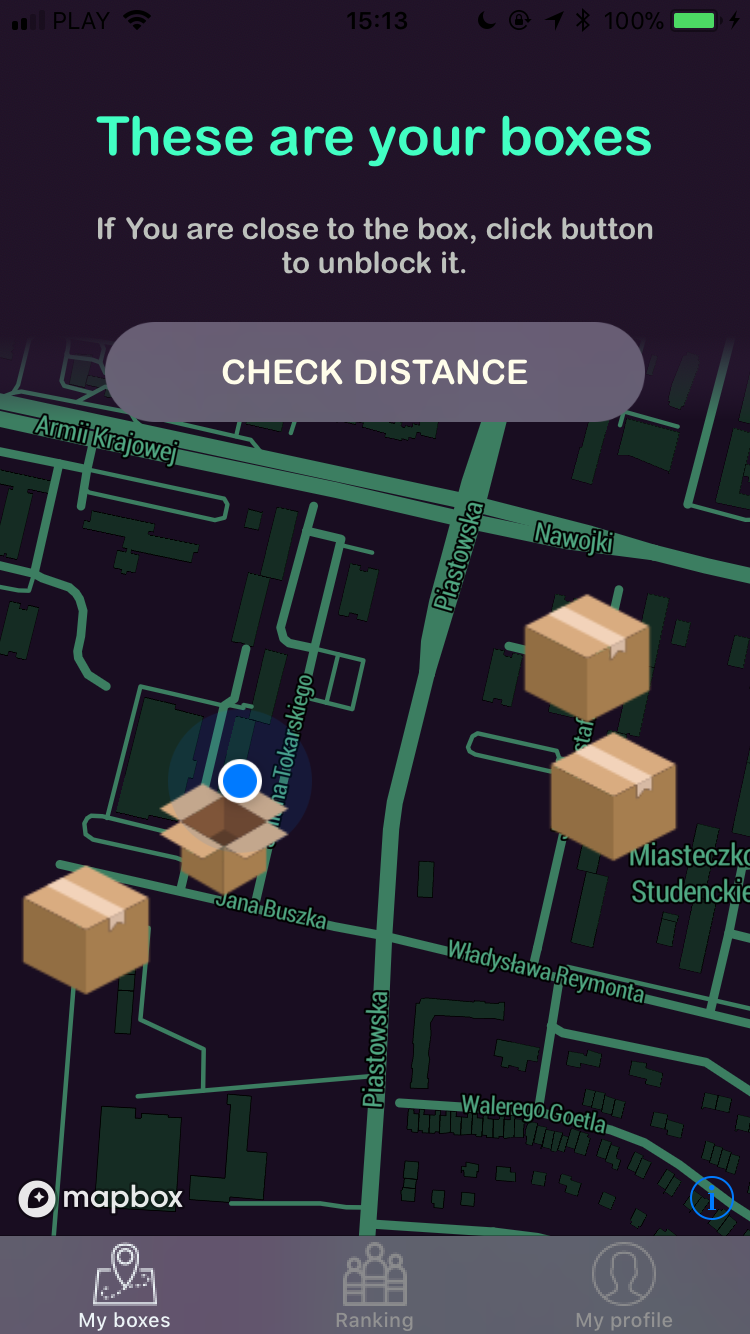 PLAY 15:13 100%
These are your boxes
If You are close to the box, click button
to unblock it.
CHECK DISTANCE
Armii Krajowej
Nawojki
Piastowska
Tokarskiego
Miasteczko
Studenckie
Jana Buszka
Władysława Reymonta
Piastowska
Walerego Goetla
mapbox
i
My boxes Ranking My profile